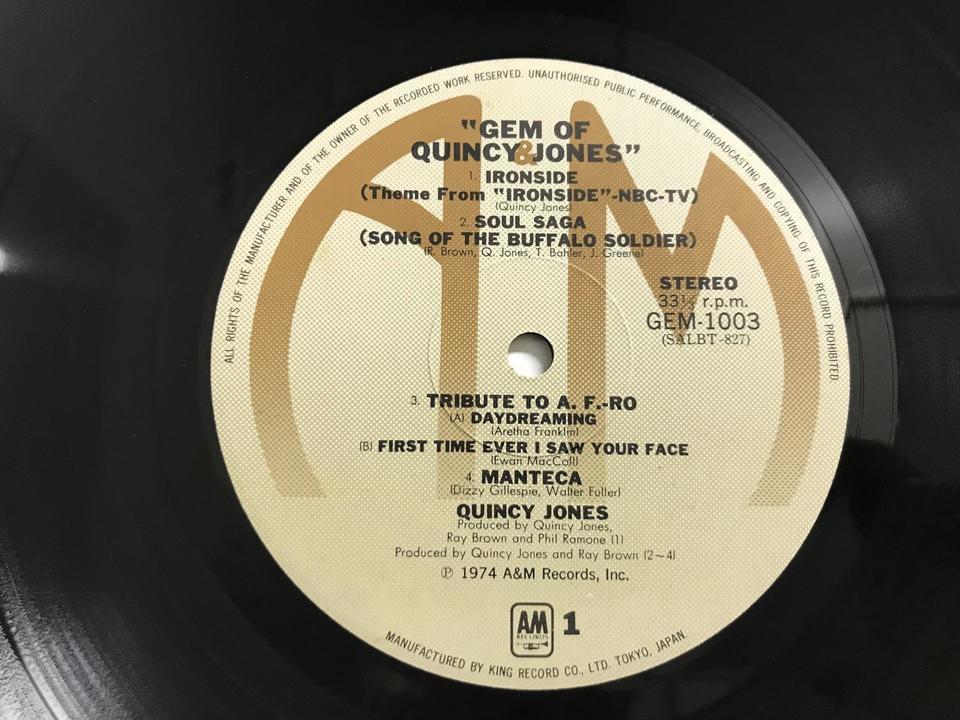 ALL RIGHTS OF THE MANUFACTURER AND OF THE OWNER OF THE RECORDED WORK RESERVED. UNAUTHORISED PUBLIC PERFORMANCE, BROADCASTING AND COPYING OF THIS RECORD PROHIBITED.
"GEM OF
QUINCY JONES"
&
1. IRONSIDE
(Theme From "IRONSIDE"-NBC-TV)
(Quincy Jones)
2. SOUL SAGA
(SONG OF THE BUFFALO SOLDIER)
(R. Brown, Q. Jones, T. Bahler, J. Greene)
STEREO
33⅓ r.p.m.
GEM-1003
(SALBT-827)
3. TRIBUTE TO A. F.-RO
(A) DAYDREAMING
(Aretha Franklin)
(B) FIRST TIME EVER I SAW YOUR FACE
(Ewan MacColl)
4. MANTECA
(Dizzy Gillespie, Walter Fuller)
QUINCY JONES
Produced by Quincy Jones,
Ray Brown and Phil Ramone (1)
Produced by Quincy Jones and Ray Brown (2~4)
℗ 1974 A&M Records, Inc.
AM
RECORDS
1
MANUFACTURED BY KING RECORD CO., LTD. TOKYO, JAPAN